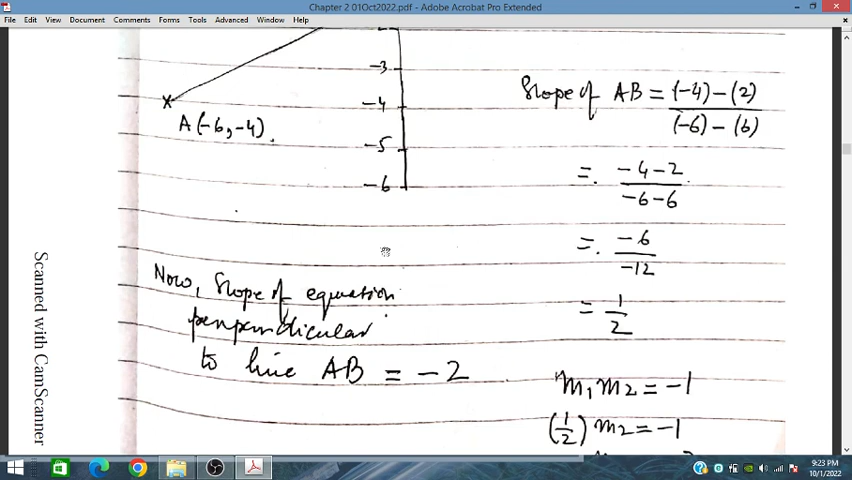 Chapter 2 01Oct2022.pdf - Adobe Acrobat Pro Extended
File Edit View Document Comments Forms Tools Advanced Window Help
-3
-4
-5
-6
A(-6,-4).
Slope of AB = (-4)-(2)
(-6)-(6)
=. -4-2
-6-6
=. -6
-12
= 1
2
Now, Slope of equation
perpendicular
to line AB = -2
m₁ m₂ = -1
(1/2) m₂ = -1
Scanned with CamScanner
9:23 PM
10/1/2022